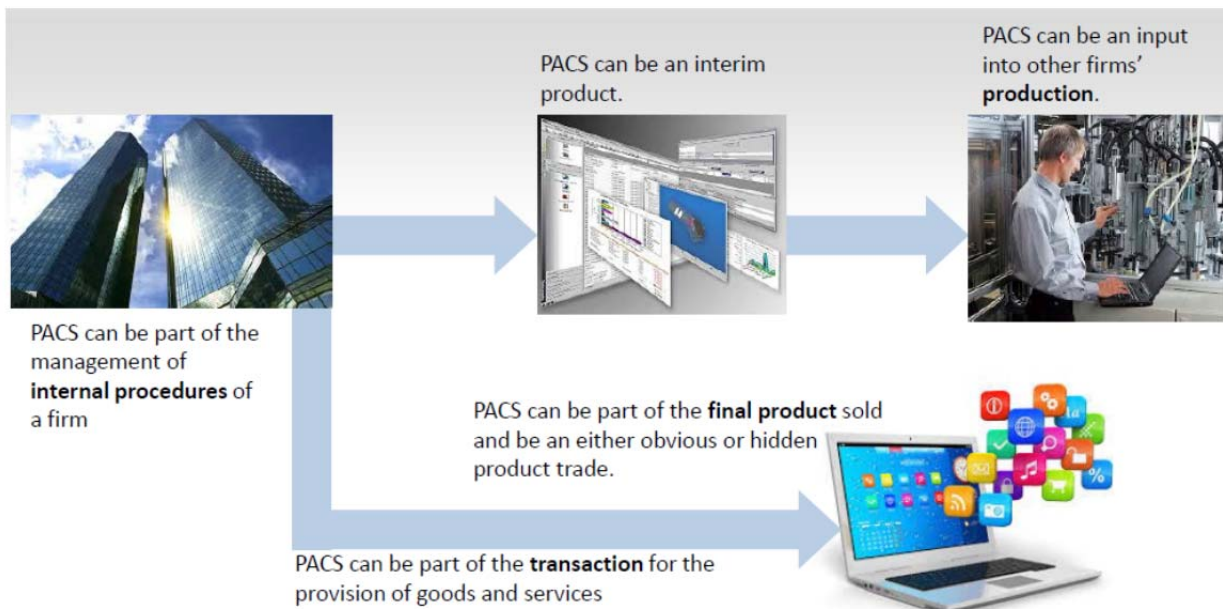 PACS can be an interim
product.
PACS can be an input
into other firms'
production.
PACS can be part of the
management of
internal procedures of
a firm
PACS can be part of the final product sold
and be an either obvious or hidden
product trade.
PACS can be part of the transaction for the
provision of goods and services